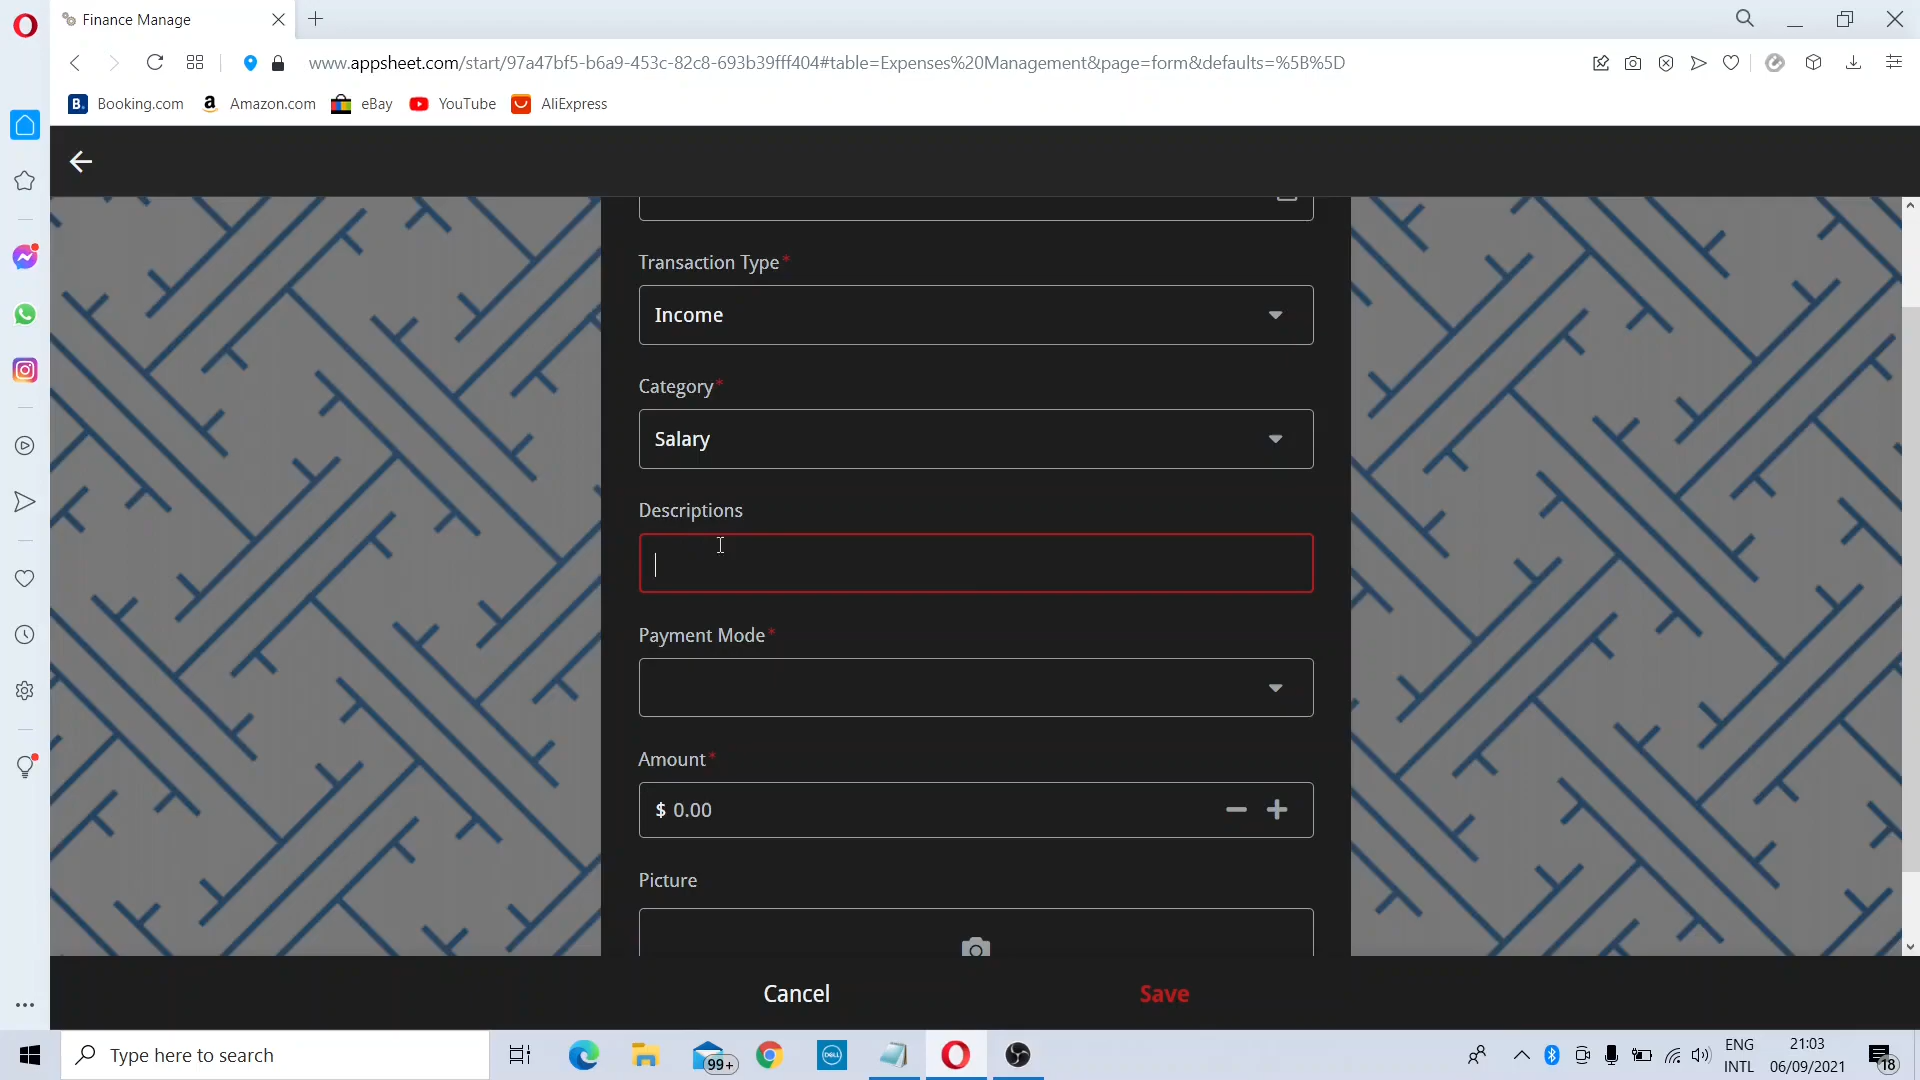 Finance Manage
www.appsheet.com/start/97a47bf5-b6a9-453c-82c8-693b39fff404#table=Expenses%20Management&page=form&defaults=%5B%5D
B. Booking.com
a Amazon.com
eBay
YouTube
AliExpress
Transaction Type*
Income
Category*
Salary
Descriptions
Payment Mode*
Amount*
$ 0.00
Picture
Cancel
Save
Type here to search
99+
DELL
ENG
INTL
21:03
06/09/2021
18